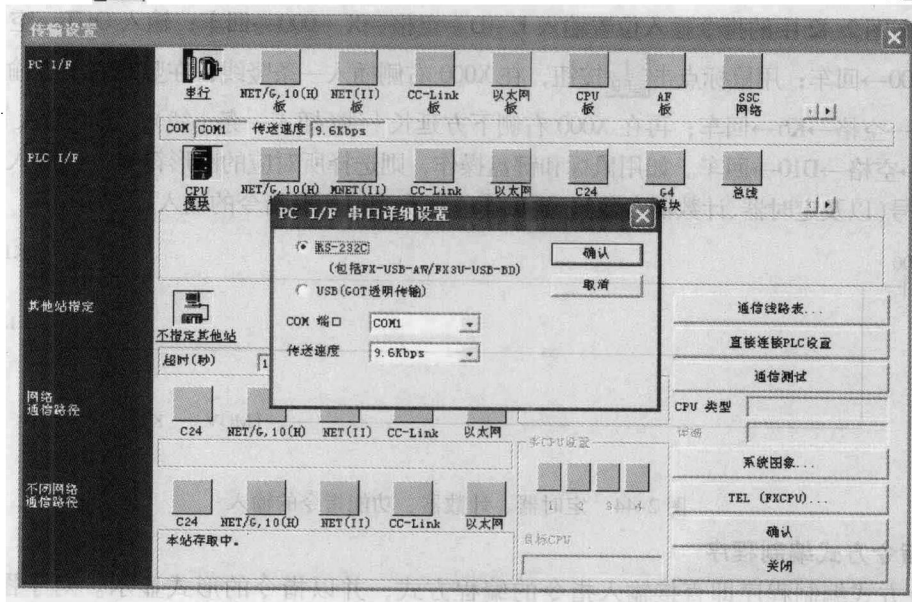 传输设置
PC I/F
串行
NET/G,10(H)板
NET(II)板
CC-Link板
以太网板
CPU板
AF板
SSC网络
COM COM1 传送速度 9.6Kbps
PLC I/F
CPU模块
NET/G,10(H)
MNET(II)
CC-Link
以太网
C24
G4
总线
模块
PC I/F 串口详细设置
RS-232C
(包括FX-USB-AW/FX3U-USB-BD)
USB(GOT透明传输)
COM 端口 COM1
传送速度 9.6Kbps
确认
取消
其他站指定
不指定其他站
超时(秒) 1
通信线路表...
直接连接PLC设置
通信测试
CPU 类型
详细
系统图象...
TEL (FXCPU)...
确认
关闭
网络通信路径
C24
NET/G,10(H)
NET(II)
CC-Link
以太网
多CPU设置
目标CPU
不同网络通信路径
C24
NET/G,10(H)
NET(II)
CC-Link
以太网
本站存取中。